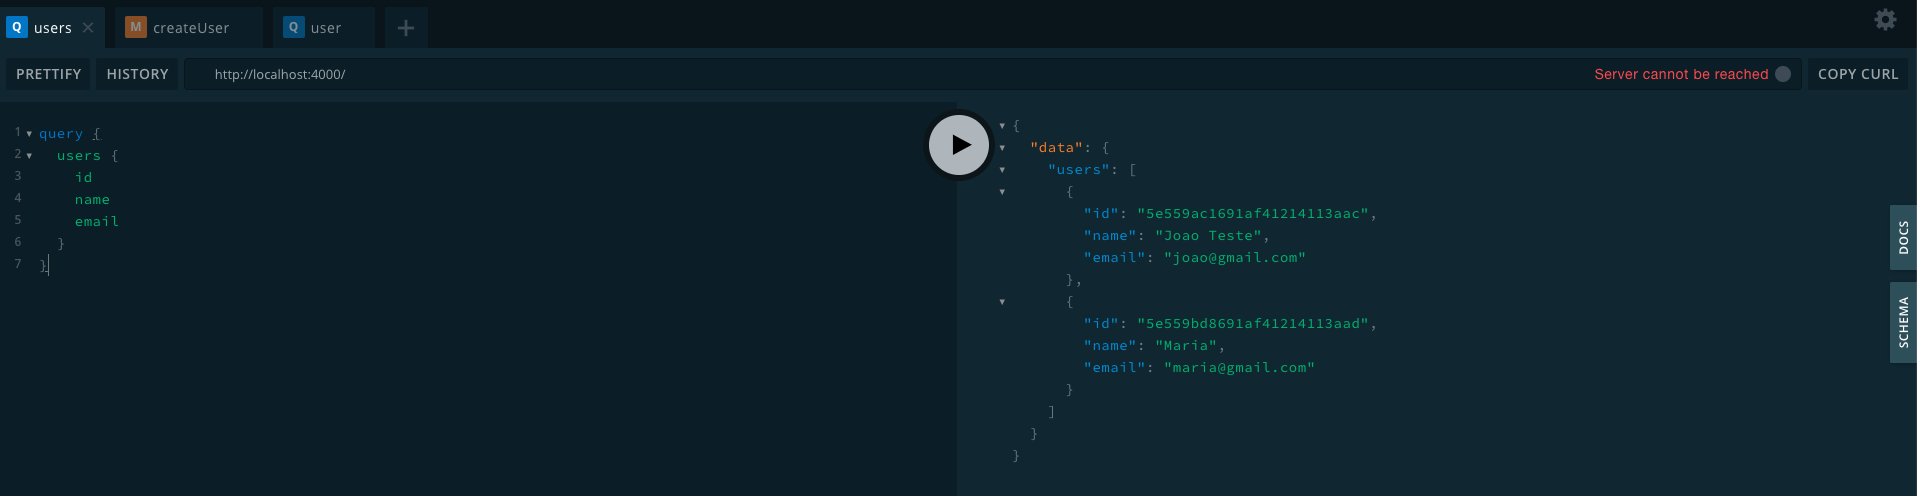 Q users × M createUser Q user +
PRETTIFY HISTORY http://localhost:4000/ Server cannot be reached COPY CURL
1 query {
2 users {
3 id
4 name
5 email
6 }
7 }
{
"data": {
"users": [
{
"id": "5e559ac1691af41214113aac",
"name": "Joao Teste",
"email": "joao@gmail.com"
},
{
"id": "5e559bd8691af41214113aad",
"name": "Maria",
"email": "maria@gmail.com"
}
]
}
}
DOCS
SCHEMA